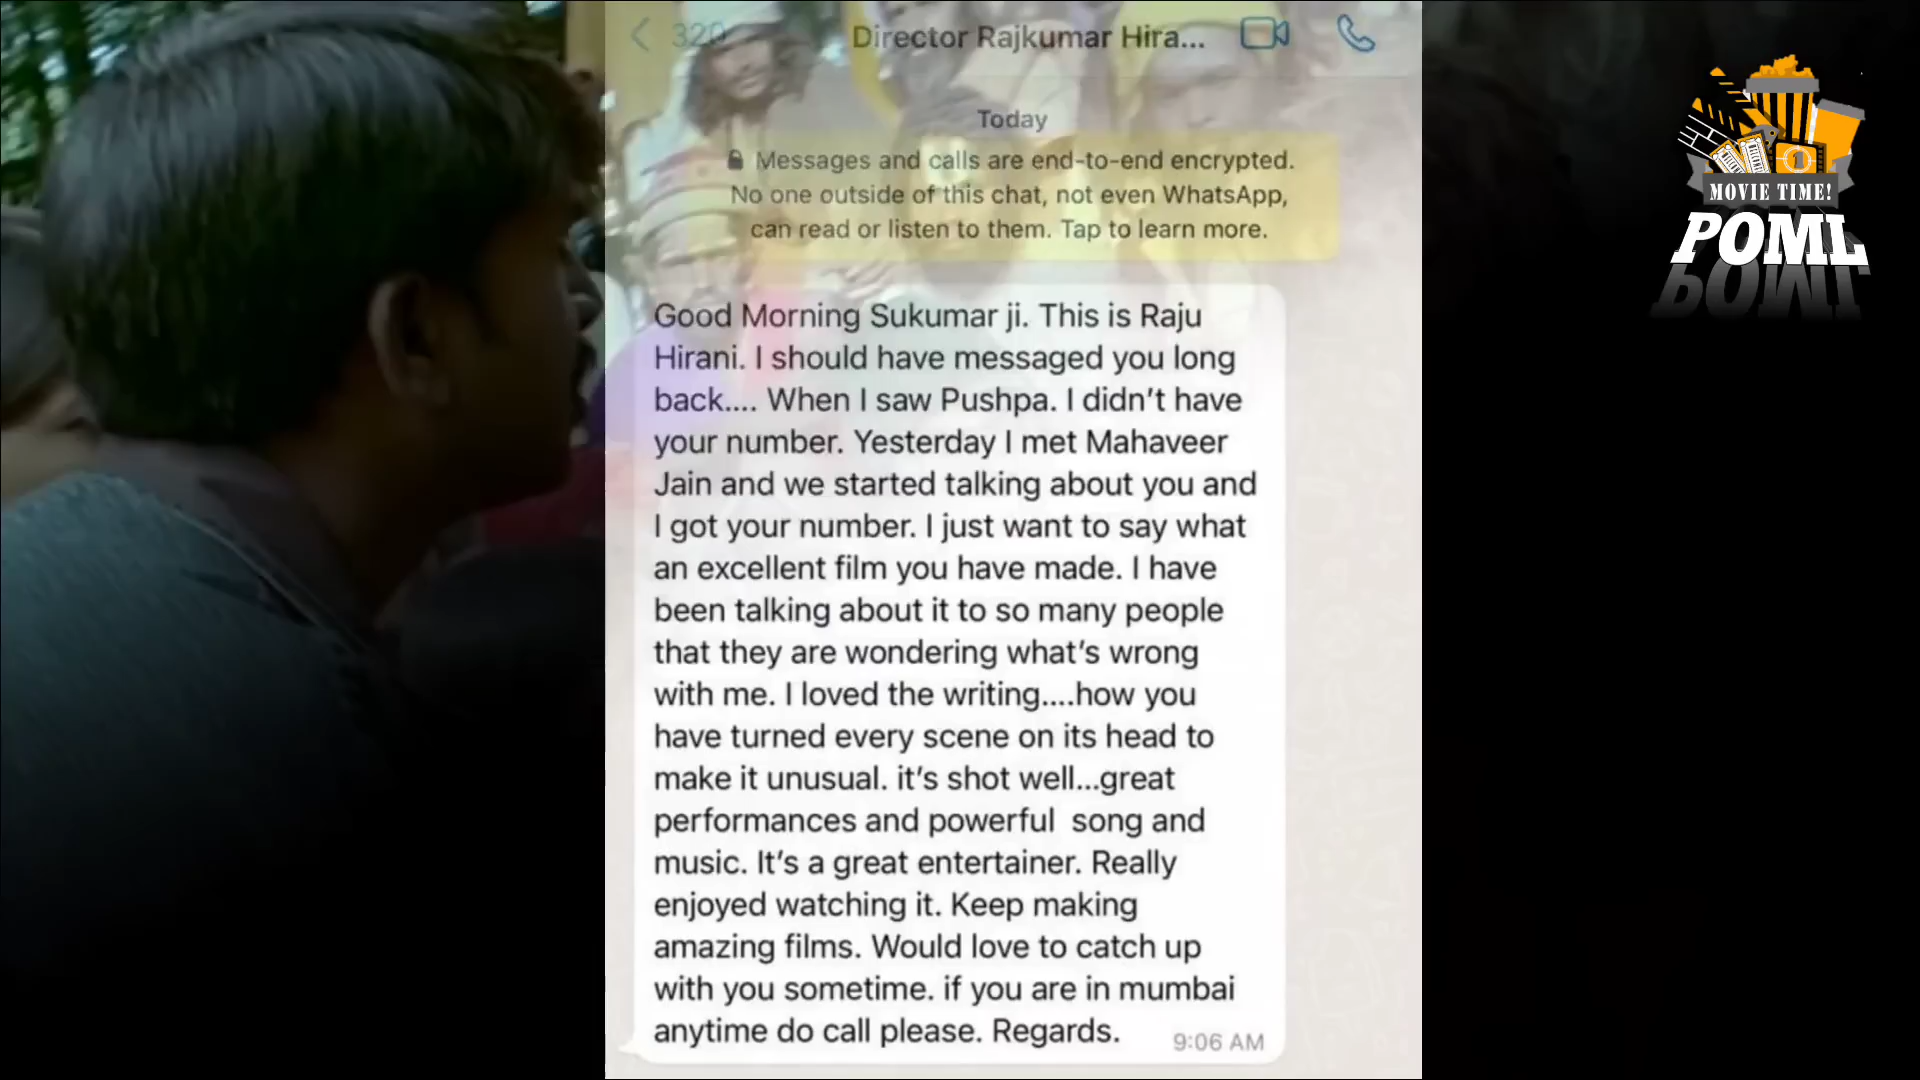 320
Director Rajkumar Hira...
Today
Messages and calls are end-to-end encrypted.
No one outside of this chat, not even WhatsApp,
can read or listen to them. Tap to learn more.
Good Morning Sukumar ji. This is Raju
Hirani. I should have messaged you long
back.... When I saw Pushpa. I didn't have
your number. Yesterday I met Mahaveer
Jain and we started talking about you and
I got your number. I just want to say what
an excellent film you have made. I have
been talking about it to so many people
that they are wondering what's wrong
with me. I loved the writing....how you
have turned every scene on its head to
make it unusual. it's shot well...great
performances and powerful  song and
music. It's a great entertainer. Really
enjoyed watching it. Keep making
amazing films. Would love to catch up
with you sometime. if you are in mumbai
anytime do call please. Regards.
9:06 AM
MOVIE TIME!
POML